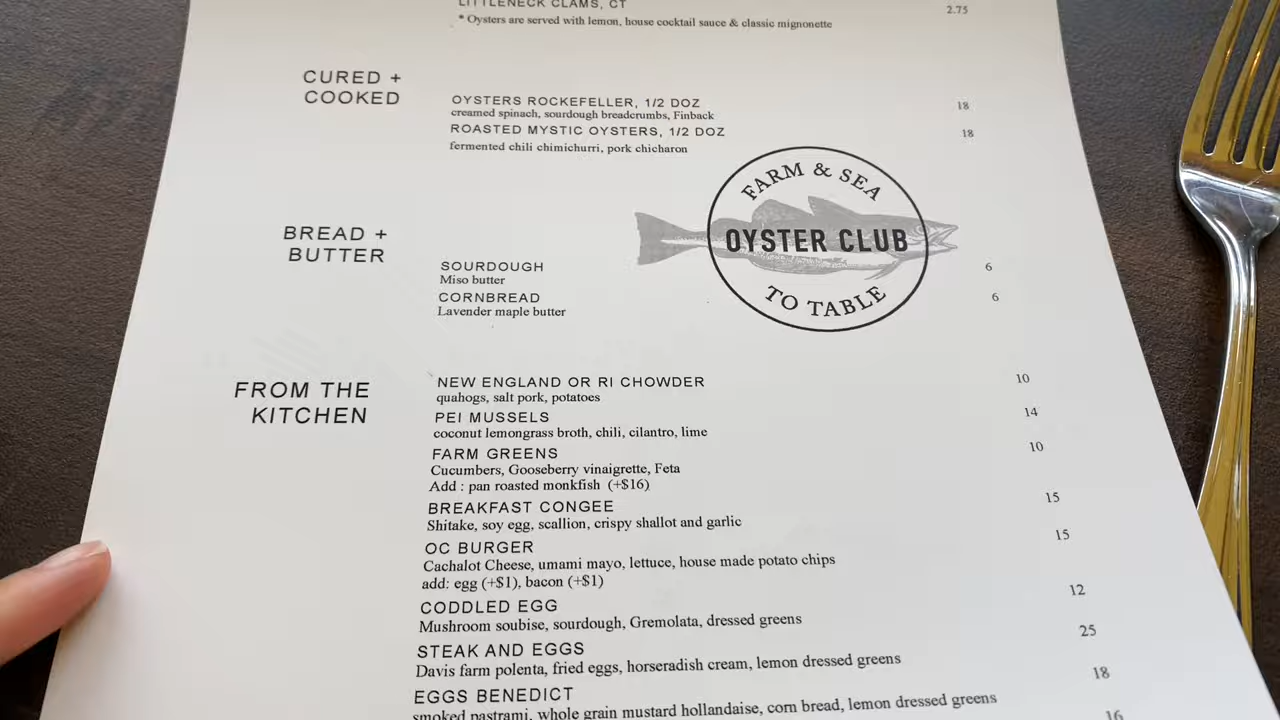 LITTLENECK CLAMS, CT 2.75
* Oysters are served with lemon, house cocktail sauce & classic mignonette
CURED +
COOKED
OYSTERS ROCKEFELLER, 1/2 DOZ 18
creamed spinach, sourdough breadcrumbs, Finback
ROASTED MYSTIC OYSTERS, 1/2 DOZ 18
fermented chili chimichurri, pork chicharon
FARM & SEA
OYSTER CLUB
TO TABLE
BREAD +
BUTTER
SOURDOUGH 6
Miso butter
CORNBREAD 6
Lavender maple butter
FROM THE
KITCHEN
NEW ENGLAND OR RI CHOWDER 10
quahogs, salt pork, potatoes
PEI MUSSELS 14
coconut lemongrass broth, chili, cilantro, lime
FARM GREENS 10
Cucumbers, Gooseberry vinaigrette, Feta
Add : pan roasted monkfish (+$16)
BREAKFAST CONGEE 15
Shitake, soy egg, scallion, crispy shallot and garlic
OC BURGER 15
Cachalot Cheese, umami mayo, lettuce, house made potato chips
add: egg (+$1), bacon (+$1)
CODDLED EGG 12
Mushroom soubise, sourdough, Gremolata, dressed greens
STEAK AND EGGS 25
Davis farm polenta, fried eggs, horseradish cream, lemon dressed greens
EGGS BENEDICT 18
smoked pastrami, whole grain mustard hollandaise, corn bread, lemon dressed greens
16